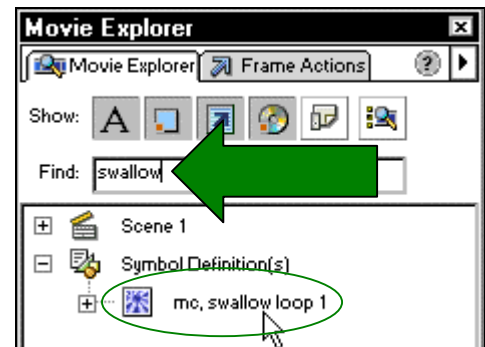 Movie Explorer
Movie Explorer Frame Actions ?
Show: A
Find: swallow
Scene 1
Symbol Definition(s)
mc, swallow loop 1